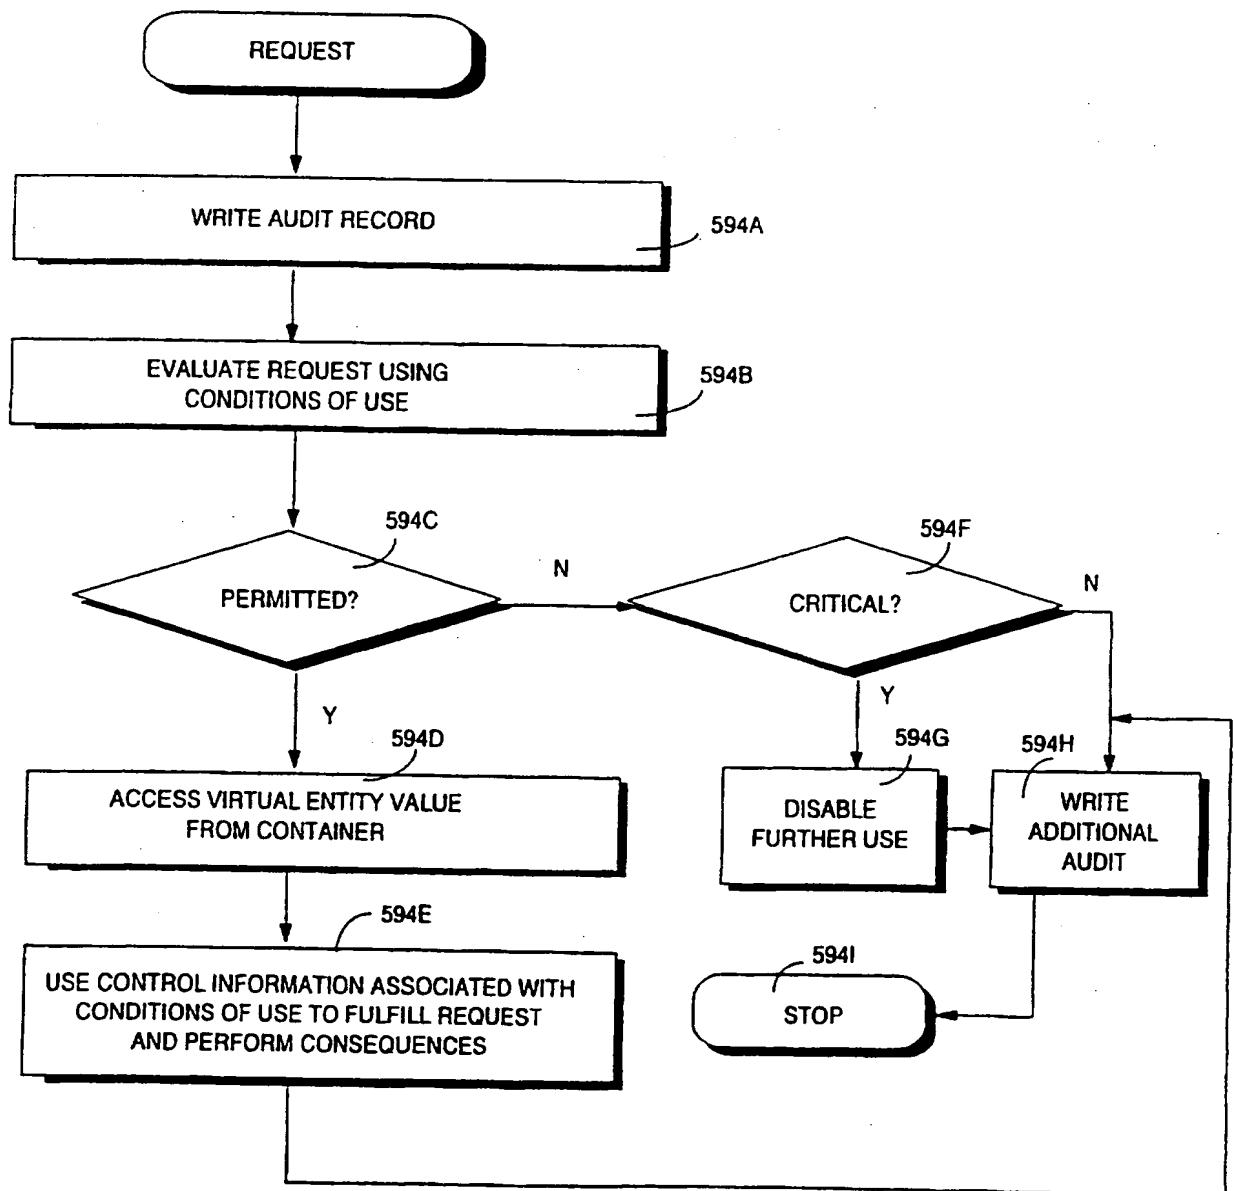 REQUEST
WRITE AUDIT RECORD
594A
EVALUATE REQUEST USING
CONDITIONS OF USE
594B
594C
PERMITTED?
N
594F
CRITICAL?
N
Y
Y
594D
ACCESS VIRTUAL ENTITY VALUE
FROM CONTAINER
594G
DISABLE
FURTHER USE
594H
WRITE
ADDITIONAL
AUDIT
594E
USE CONTROL INFORMATION ASSOCIATED WITH
CONDITIONS OF USE TO FULFILL REQUEST
AND PERFORM CONSEQUENCES
594I
STOP